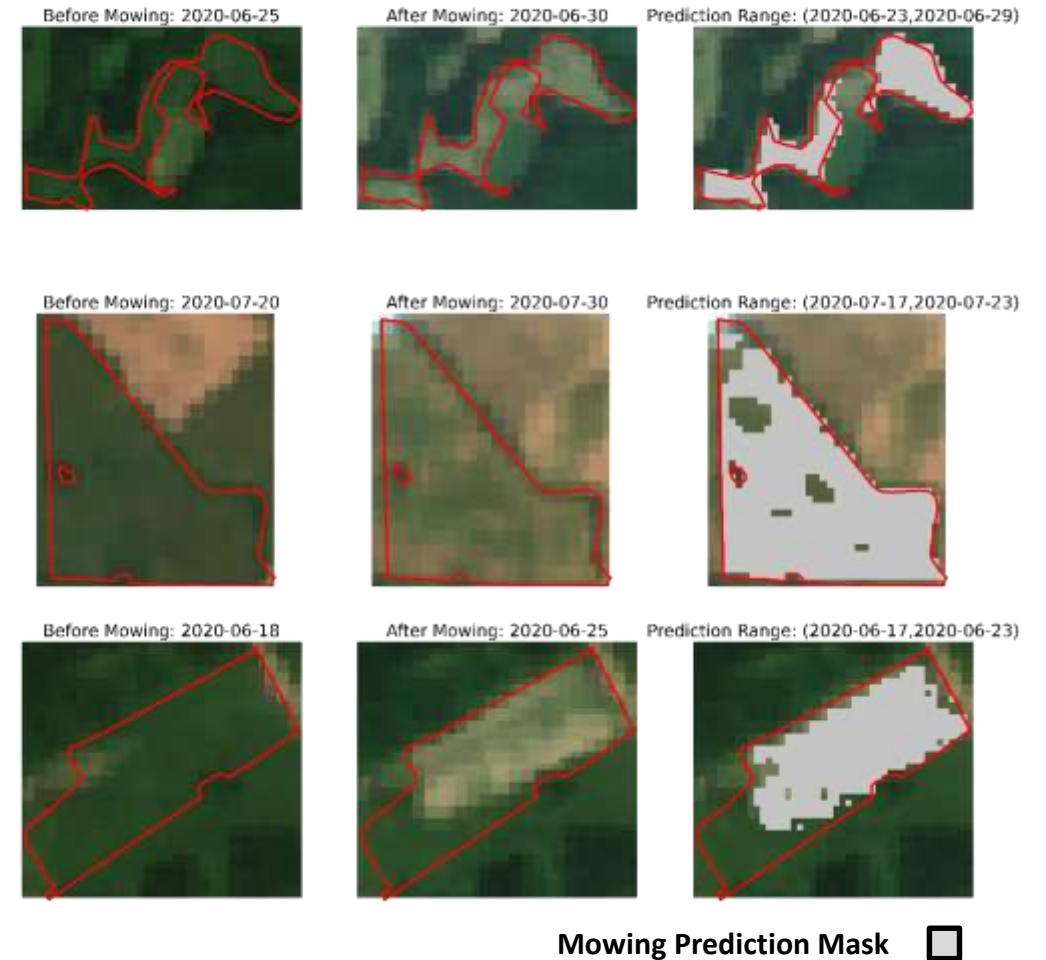 Before Mowing: 2020-06-25
After Mowing: 2020-06-30
Prediction Range: (2020-06-23,2020-06-29)
Before Mowing: 2020-07-20
After Mowing: 2020-07-30
Prediction Range: (2020-07-17,2020-07-23)
Before Mowing: 2020-06-18
After Mowing: 2020-06-25
Prediction Range: (2020-06-17,2020-06-23)
Mowing Prediction Mask